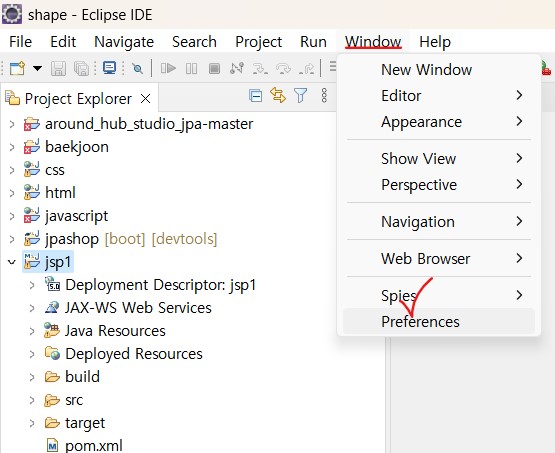 shape - Eclipse IDE
File Edit Navigate Search Project Run Window Help
Project Explorer
around_hub_studio_jpa-master
baekjoon
css
html
javascript
jpashop [boot] [devtools]
jsp1
Deployment Descriptor: jsp1
JAX-WS Web Services
Java Resources
Deployed Resources
build
src
target
pom.xml
New Window
Editor
Appearance
Show View
Perspective
Navigation
Web Browser
Spies
Preferences